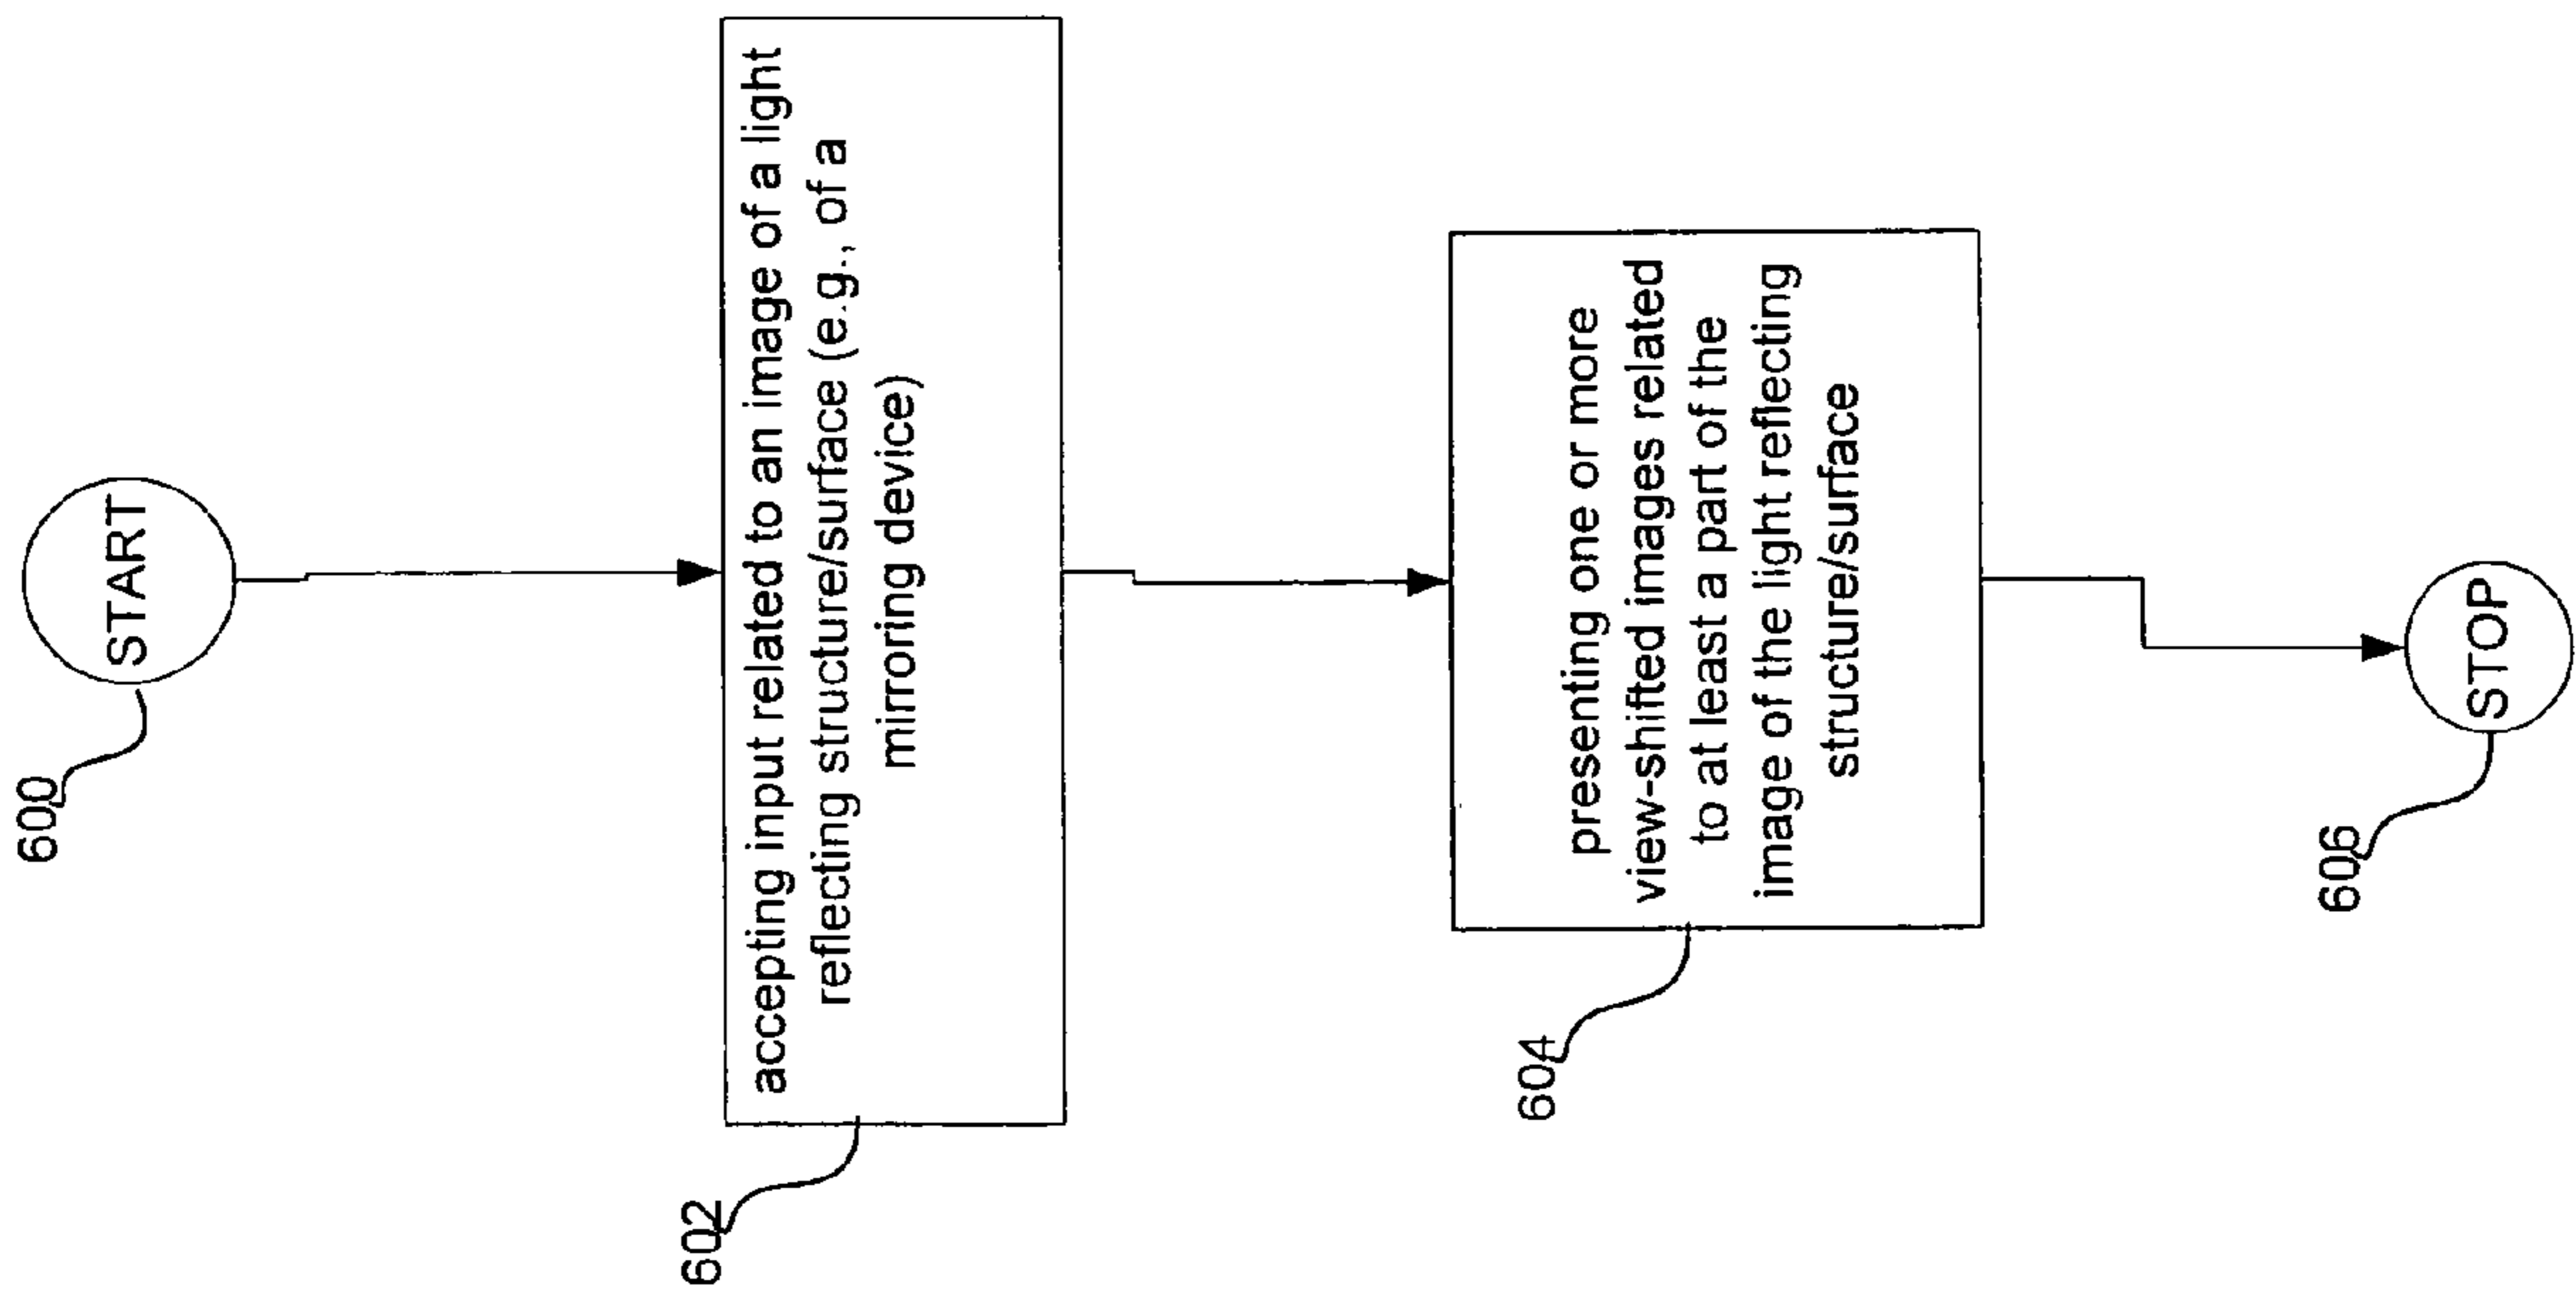 600
START
602
accepting input related to an image of a light
reflecting structure/surface (e.g., of a
mirroring device)
604
presenting one or more
view-shifted images related
to at least a part of the
image of the light reflecting
structure/surface
606
STOP